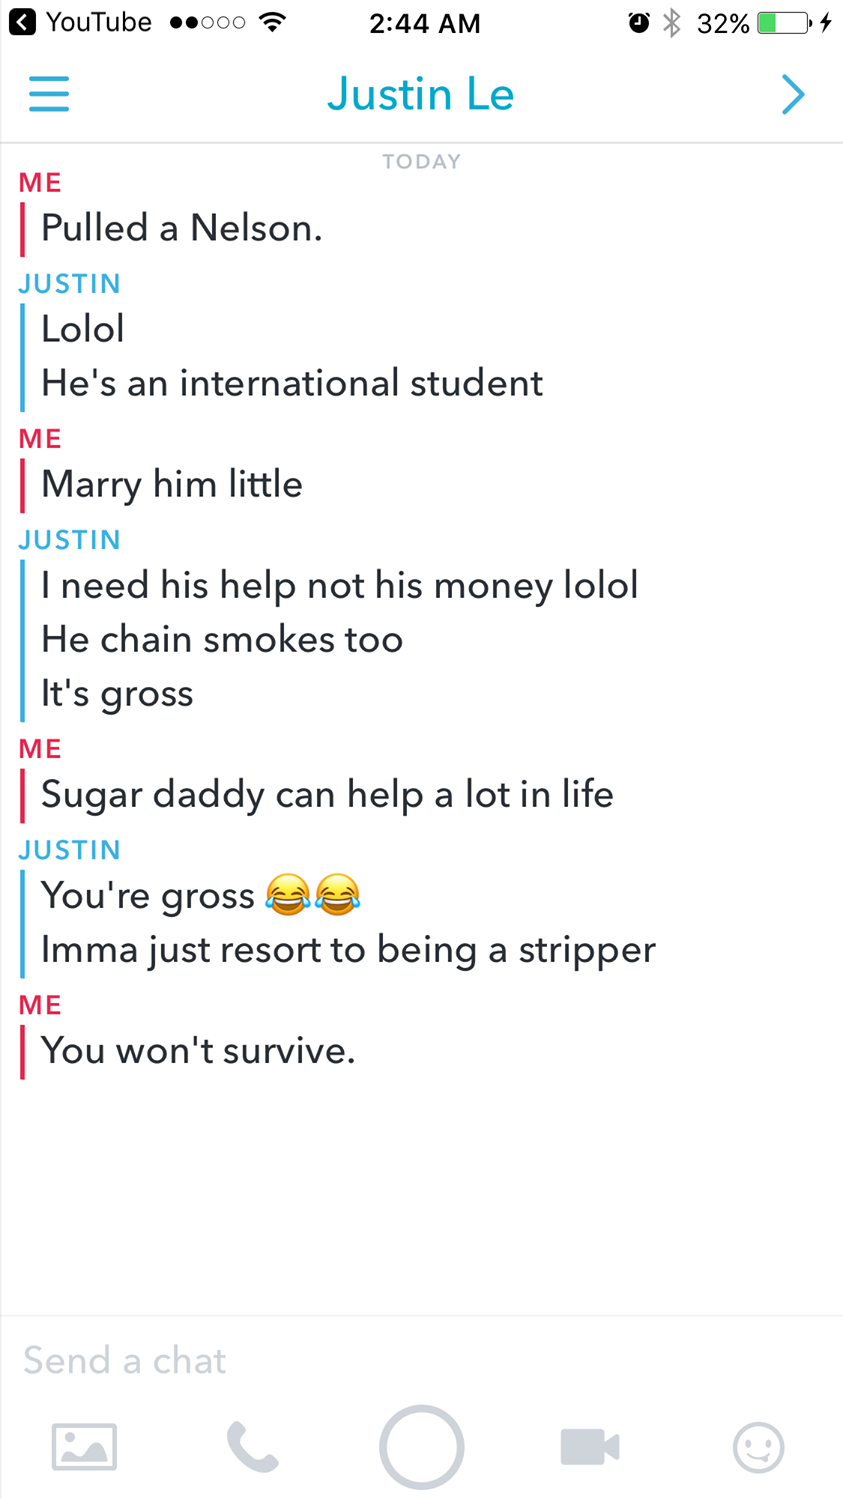 YouTube 2:44 AM 32%
Justin Le
TODAY
ME
Pulled a Nelson.
JUSTIN
Lolol
He's an international student
ME
Marry him little
JUSTIN
I need his help not his money lolol
He chain smokes too
It's gross
ME
Sugar daddy can help a lot in life
JUSTIN
You're gross 😂😂
Imma just resort to being a stripper
ME
You won't survive.
Send a chat